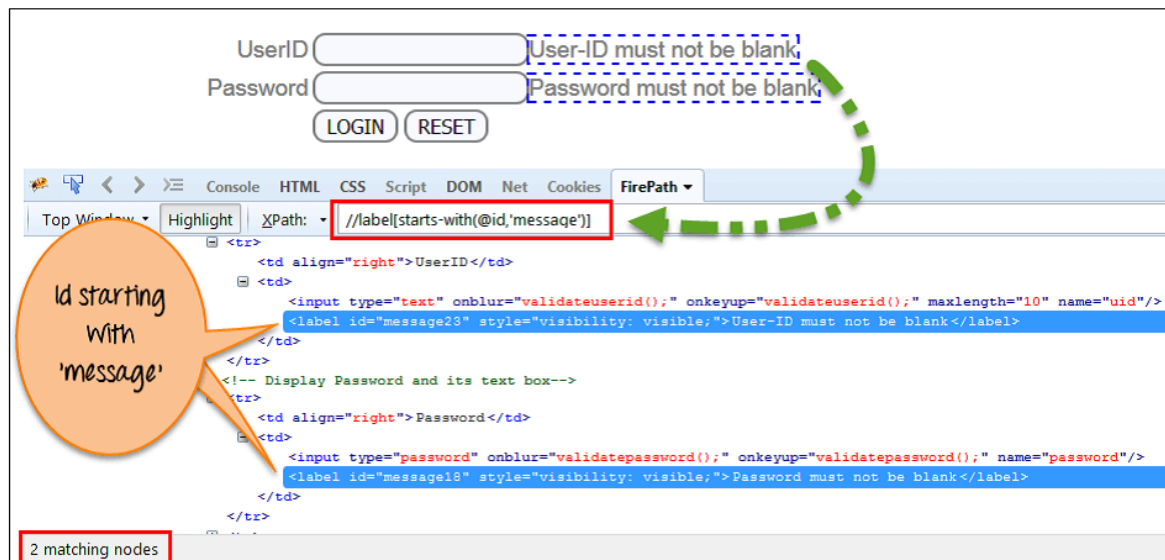 UserID User-ID must not be blank
Password Password must not be blank
LOGIN RESET
Console HTML CSS Script DOM Net Cookies FirePath
Top Window Highlight XPath: //label[starts-with(@id,'message')]
<tr>
<td align="right">UserID</td>
<td>
<input type="text" onblur="validateuserid();" onkeyup="validateuserid();" maxlength="10" name="uid"/>
<label id="message23" style="visibility: visible;">User-ID must not be blank</label>
</td>
</tr>
<!-- Display Password and its text box-->
<tr>
<td align="right">Password</td>
<td>
<input type="password" onblur="validatepassword();" onkeyup="validatepassword();" name="password"/>
<label id="message18" style="visibility: visible;">Password must not be blank</label>
</td>
</tr>
Id starting
with
'message'
2 matching nodes